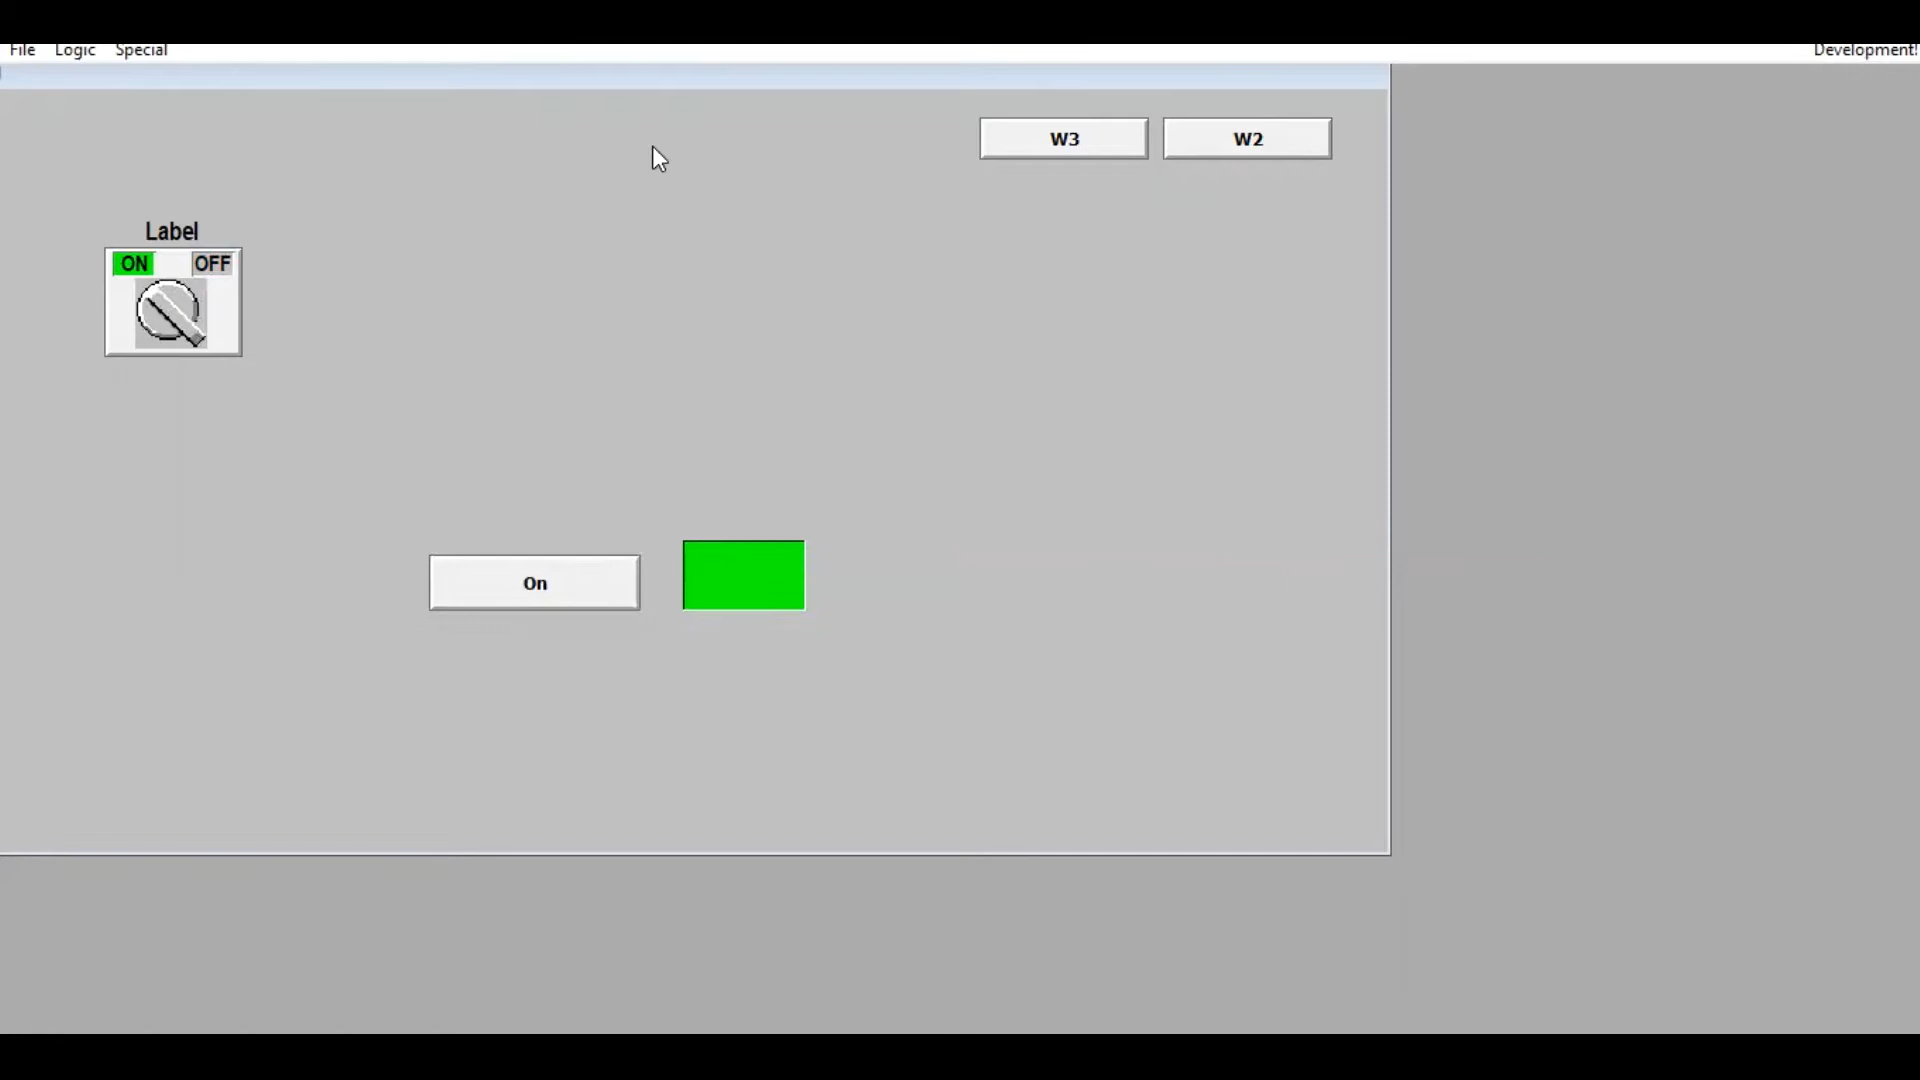 File Logic Special Development!
W3 W2
Label
ON OFF
On